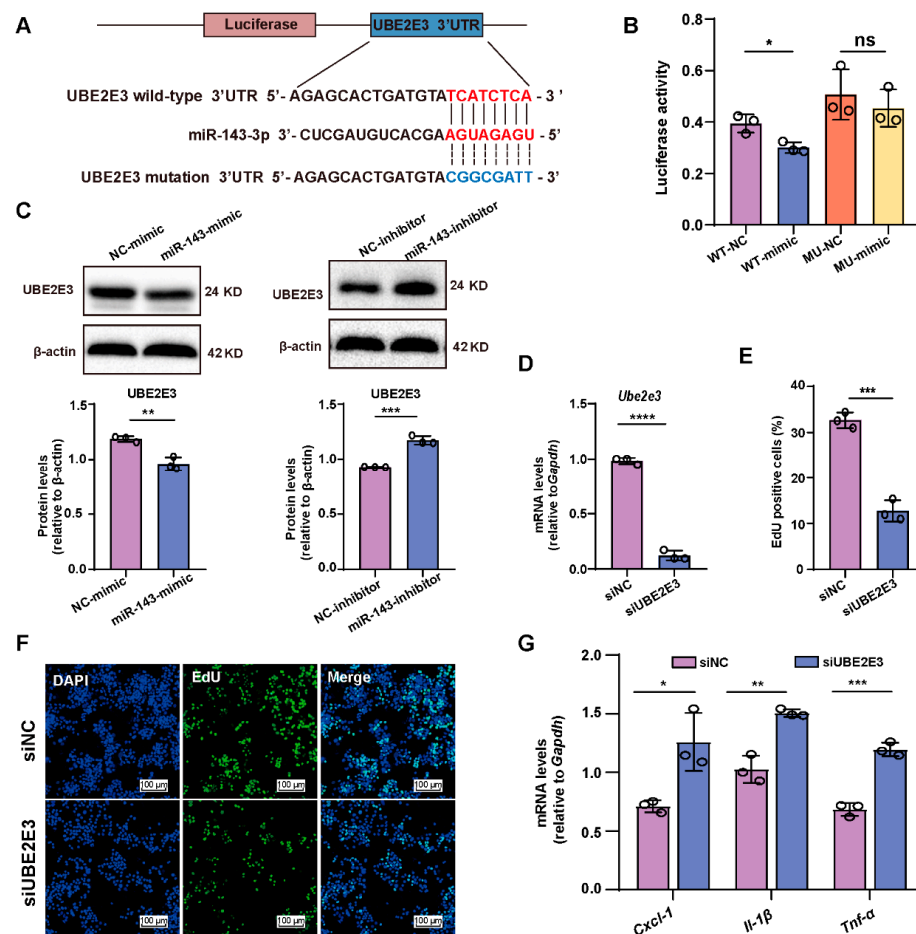 A
Luciferase
UBE2E3 3'UTR
UBE2E3 wild-type 3'UTR 5'- AGAGCACTGATGTATCATCTCA - 3 '
miR-143-3p 3'- CUCGAUGUCACGAAGUAGAGU - 5'
UBE2E3 mutation 3'UTR 5'- AGAGCACTGATGTACGGCGATT - 3'
B
Luciferase activity
0.8
0.6
0.4
0.2
0.0
*
ns
WT-NC
WT-mimic
MU-NC
MU-mimic
C
NC-mimic
miR-143-mimic
UBE2E3
24 KD
β-actin
42 KD
NC-inhibitor
miR-143-inhibitor
UBE2E3
24 KD
β-actin
42 KD
UBE2E3
Protein levels
(relative to β-actin)
1.5
1.0
0.5
0.0
**
NC-mimic
miR-143-mimic
UBE2E3
Protein levels
(relative to β-actin)
1.5
1.0
0.5
0.0
***
NC-inhibitor
miR-143-inhibitor
D
Ube2e3
mRNA levels
(relative to Gapdh)
1.5
1.0
0.5
0.0
****
siNC
siUBE2E3
E
EdU positive cells (%)
40
30
20
10
0
***
siNC
siUBE2E3
F
DAPI
EdU
Merge
siNC
100 μm
100 μm
100 μm
siUBE2E3
100 μm
100 μm
100 μm
G
siNC
siUBE2E3
mRNA levels
(relative to Gapdh)
2.0
1.5
1.0
0.5
0.0
*
**
***
Cxcl-1
Il-1β
Tnf-α